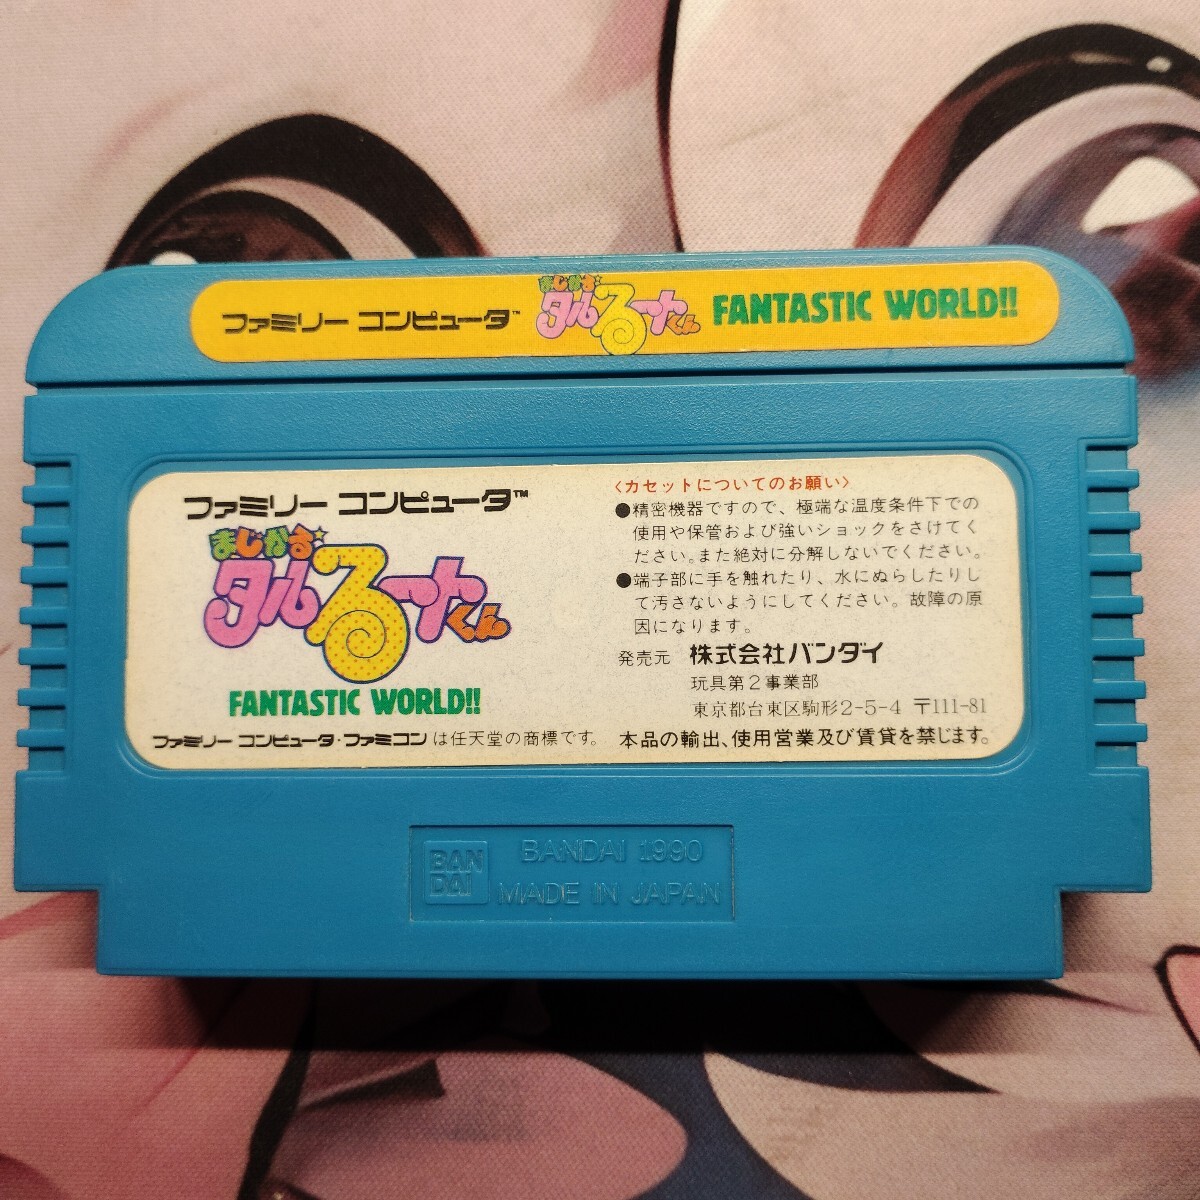 ファミリー コンピュータ™ まじかる☆タルるートくん FANTASTIC WORLD!!
ファミリー コンピュータ™
まじかる☆
タルるートくん
FANTASTIC WORLD!!
ファミリー コンピュータ・ファミコン は任天堂の商標です。
〈カセットについてのお願い〉
●精密機器ですので、極端な温度条件下での
使用や保管および強いショックをさけてく
ださい。また絶対に分解しないでください。
●端子部に手を触れたり、水にぬらしたりし
て汚さないようにしてください。故障の原
因になります。
発売元 株式会社バンダイ
玩具第2事業部
東京都台東区駒形2-5-4 〒111-81
本品の輸出、使用営業及び賃貸を禁じます。
BAN
DAI
BANDAI 1990
MADE IN JAPAN